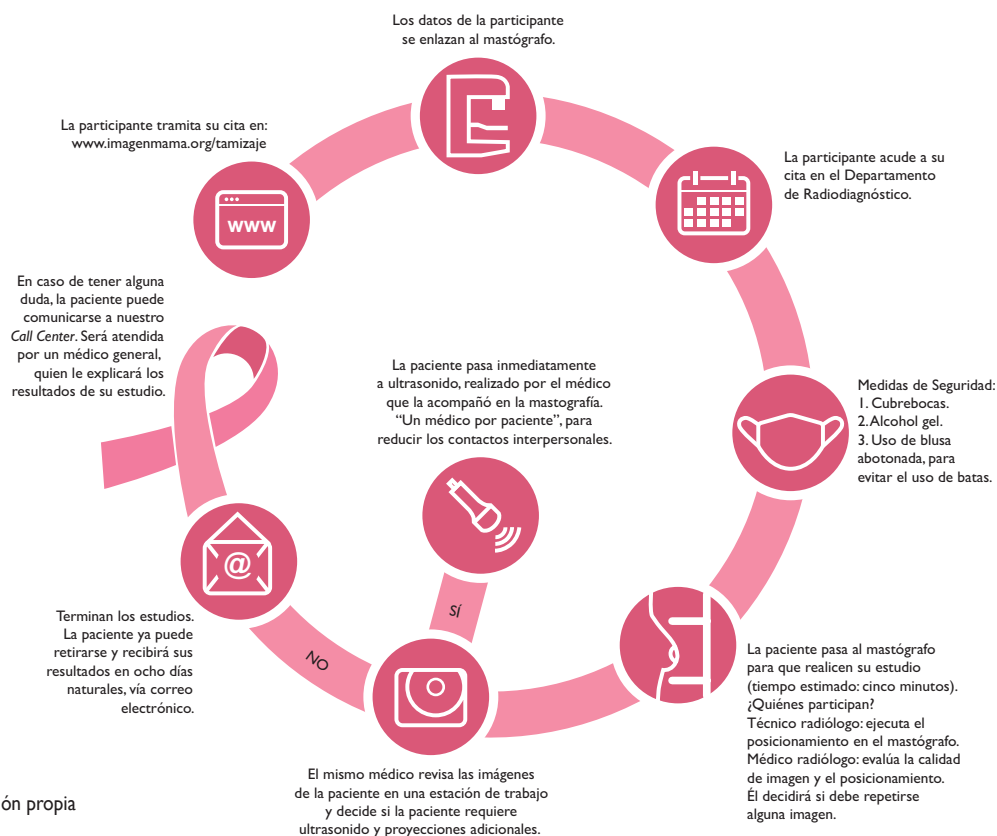 La participante tramita su cita en:
www.imagenmama.org/tamizaje
www
Los datos de la participante
se enlazan al mastógrafo.
La participante acude a su
cita en el Departamento
de Radiodiagnóstico.
Medidas de Seguridad:
1. Cubrebocas.
2. Alcohol gel.
3. Uso de blusa
abotonada, para
evitar el uso de batas.
La paciente pasa al mastógrafo
para que realicen su estudio
(tiempo estimado: cinco minutos).
¿Quiénes participan?
Técnico radiólogo: ejecuta el
posicionamiento en el mastógrafo.
Médico radiólogo: evalúa la calidad
de imagen y el posicionamiento.
Él decidirá si debe repetirse
alguna imagen.
El mismo médico revisa las imágenes
de la paciente en una estación de trabajo
y decide si la paciente requiere
ultrasonido y proyecciones adicionales.
SÍ
La paciente pasa inmediatamente
a ultrasonido, realizado por el médico
que la acompañó en la mastografía.
“Un médico por paciente”, para
reducir los contactos interpersonales.
NO
@
Terminan los estudios.
La paciente ya puede
retirarse y recibirá sus
resultados en ocho días
naturales, vía correo
electrónico.
En caso de tener alguna
duda, la paciente puede
comunicarse a nuestro
Call Center. Será atendida
por un médico general,
quien le explicará los
resultados de su estudio.
ón propia